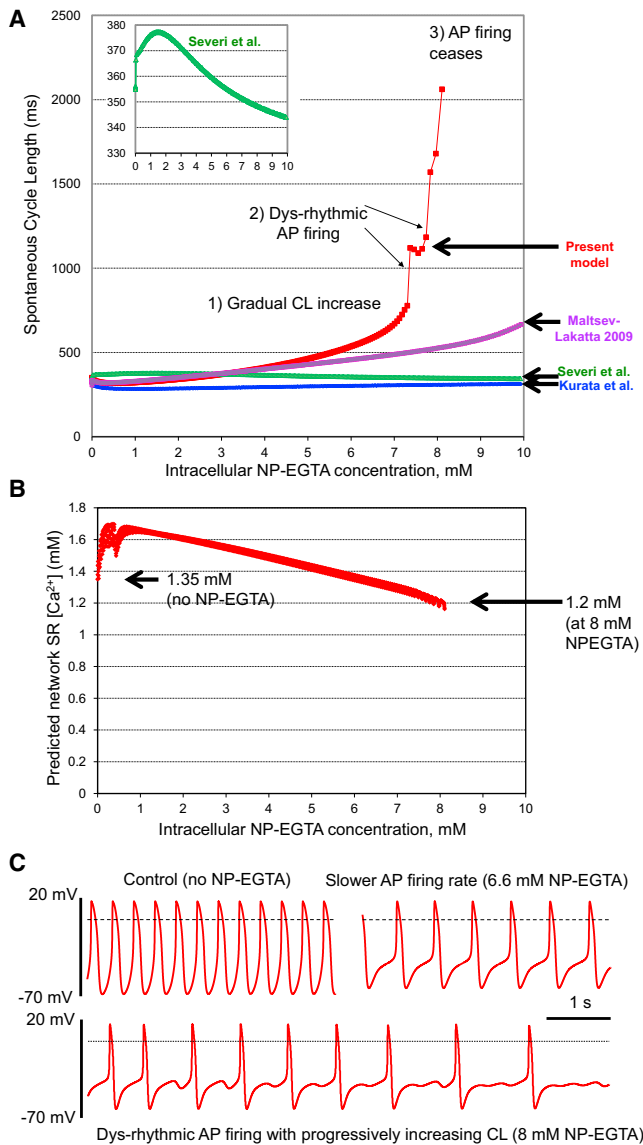 A
2500
2000
1500
1000
500
0
Spontaneous Cycle Length (ms)
380
370
360
350
340
330
0 1 2 3 4 5 6 7 8 9 10
Severi et al.
3) AP firing
ceases
2) Dys-rhythmic
AP firing
1) Gradual CL increase
Present
model
Maltsev-
Lakatta 2009
Severi et al.
Kurata et al.
0 1 2 3 4 5 6 7 8 9 10
Intracellular NP-EGTA concentration, mM
B
1.8
1.6
1.4
1.2
1
0.8
0.6
0.4
0.2
0
Predicted network SR [Ca²⁺] (mM)
1.35 mM
(no NP-EGTA)
1.2 mM
(at 8 mM
NPEGTA)
0 1 2 3 4 5 6 7 8 9 10
Intracellular NP-EGTA concentration, mM
C
20 mV
Control (no NP-EGTA)
Slower AP firing rate (6.6 mM NP-EGTA)
-70 mV
1 s
20 mV
-70 mV
Dys-rhythmic AP firing with progressively increasing CL (8 mM NP-EGTA)